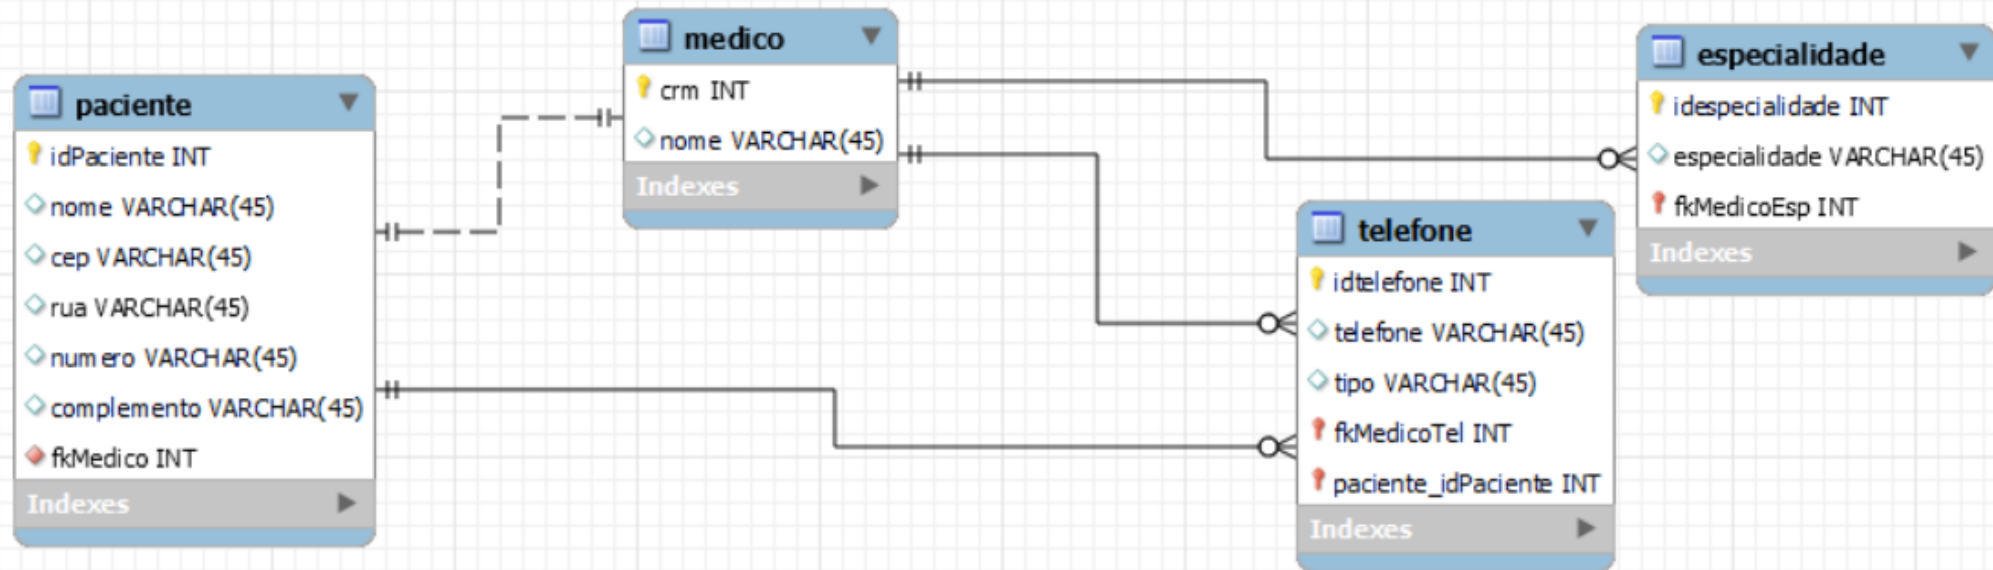 paciente
idPaciente INT
nome VARCHAR(45)
cep VARCHAR(45)
rua VARCHAR(45)
numero VARCHAR(45)
complemento VARCHAR(45)
fkMedico INT
Indexes
medico
crm INT
nome VARCHAR(45)
Indexes
telefone
idtelefone INT
telefone VARCHAR(45)
tipo VARCHAR(45)
fkMedicoTel INT
paciente_idPaciente INT
Indexes
especialidade
idespecialidade INT
especialidade VARCHAR(45)
fkMedicoEsp INT
Indexes